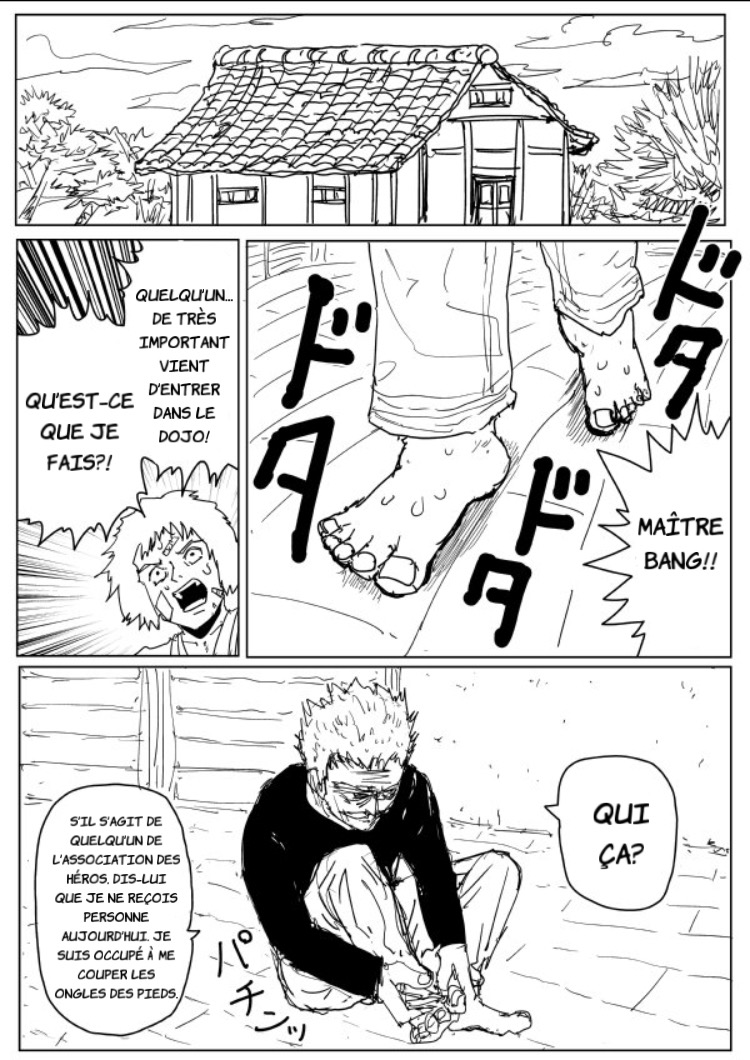 ドタ
ドタ
ドタ
MAÎTRE
BANG!!
QUELQU'UN...
DE TRÈS
IMPORTANT
VIENT
D'ENTRER
DANS LE
DOJO!
QU'EST-CE
QUE JE
FAIS?!
QUI
ÇA?
S'IL S'AGIT DE
QUELQU'UN DE
L'ASSOCIATION DES
HÉROS, DIS-LUI
QUE JE NE REÇOIS
PERSONNE
AUJOURD'HUI. JE
SUIS OCCUPÉ À ME
COUPER LES
ONGLES DES PIEDS.
パチンッ